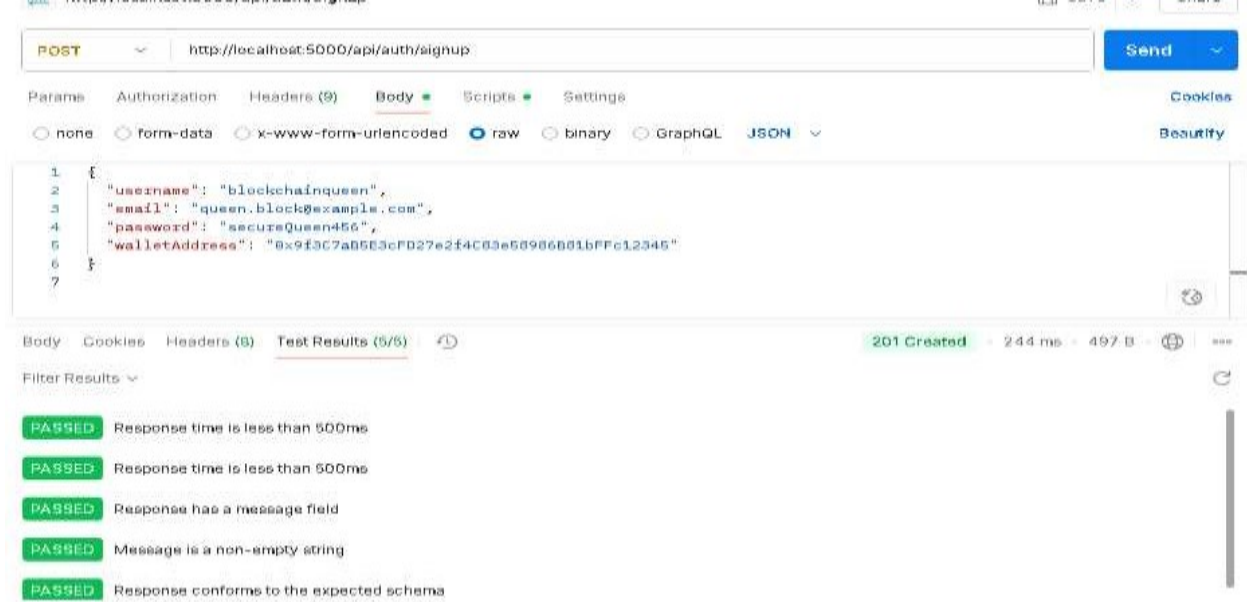 POST http://localhost:5000/api/auth/signup Send
Params Authorization Headers (9) Body Scripts Settings Cookies
none form-data x-www-form-urlencoded raw binary GraphQL JSON Beautify
1 {
2 "username": "blockchainqueen",
3 "email": "queen.block@example.com",
4 "password": "secureQueen456",
5 "walletAddress":
6 }
7
Body Cookies Headers (8) Test Results (5/5) 201 Created 244 ms 497 B
Filter Results
PASSED Response time is less than 500ms
PASSED Response time is less than 500ms
PASSED Response has a message field
PASSED Message is a non-empty string
PASSED Response conforms to the expected schema